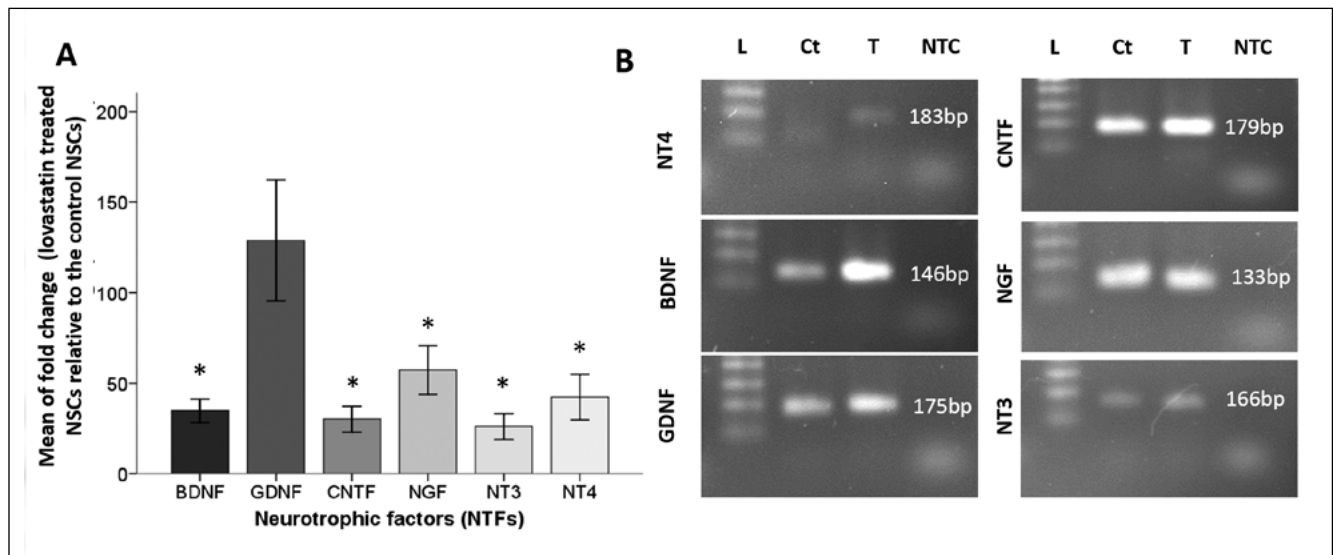 A
Mean of fold change (lovastatin treated
NSCs relative to the control NSCs)
200
150
100
50
0
*
*
*
*
*
BDNF GDNF CNTF NGF NT3 NT4
Neurotrophic factors (NTFs)
B
L Ct T NTC
NT4
183bp
BDNF
146bp
GDNF
175bp
L Ct T NTC
CNTF
179bp
NGF
133bp
NT3
166bp